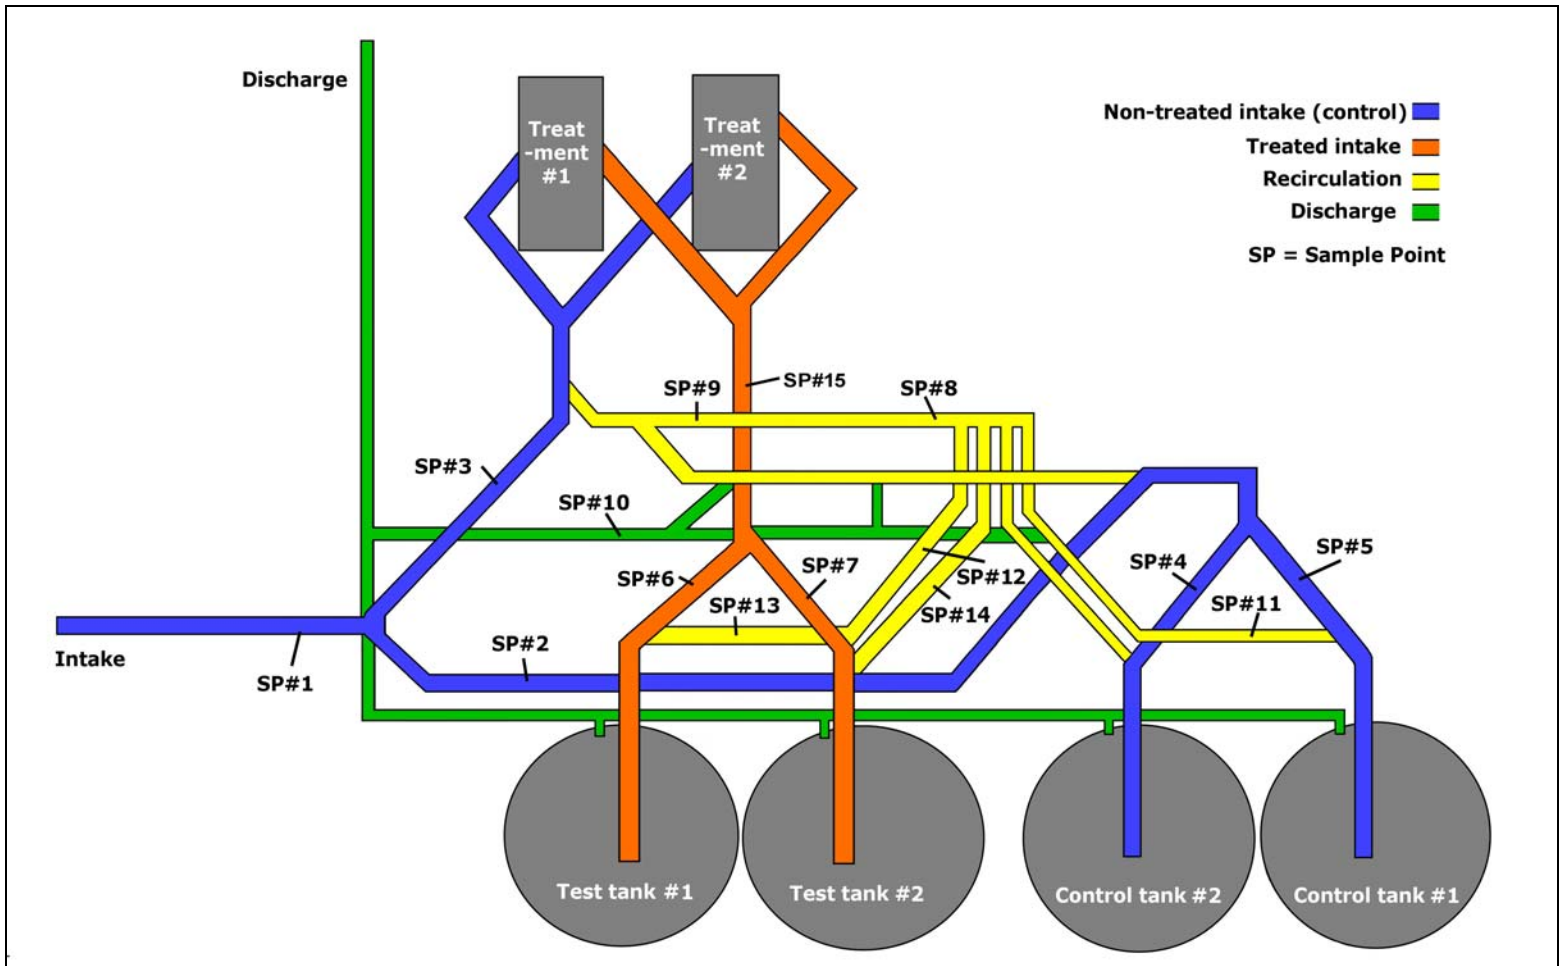 Discharge
Treat
-ment
#1
Treat
-ment
#2
Non-treated intake (control)
Treated intake
Recirculation
Discharge
SP = Sample Point
SP#9
SP#15
SP#8
SP#3
SP#10
SP#6
SP#7
SP#12
SP#4
SP#5
SP#13
SP#14
SP#11
Intake
SP#1
SP#2
Test tank #1
Test tank #2
Control tank #2
Control tank #1